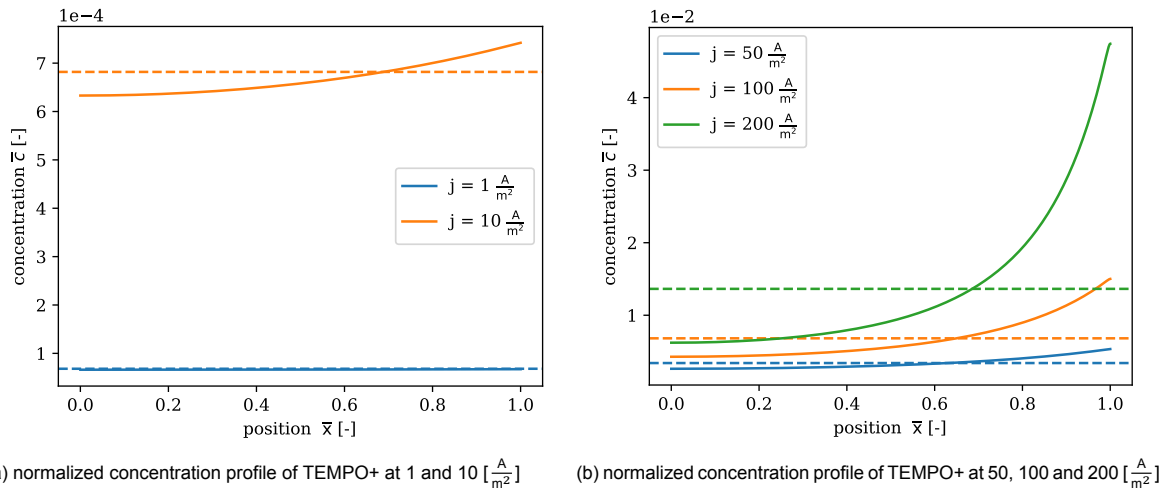 1e−4
7
6
5
4
3
2
1
concentration c̅ [-]
j = 1 A/m²
j = 10 A/m²
0.0 0.2 0.4 0.6 0.8 1.0
position x̅ [-]
1e−2
4
3
2
1
concentration c̅ [-]
j = 50 A/m²
j = 100 A/m²
j = 200 A/m²
0.0 0.2 0.4 0.6 0.8 1.0
position x̅ [-]
) normalized concentration profile of TEMPO+ at 1 and 10 [A/m²]
(b) normalized concentration profile of TEMPO+ at 50, 100 and 200 [A/m²]